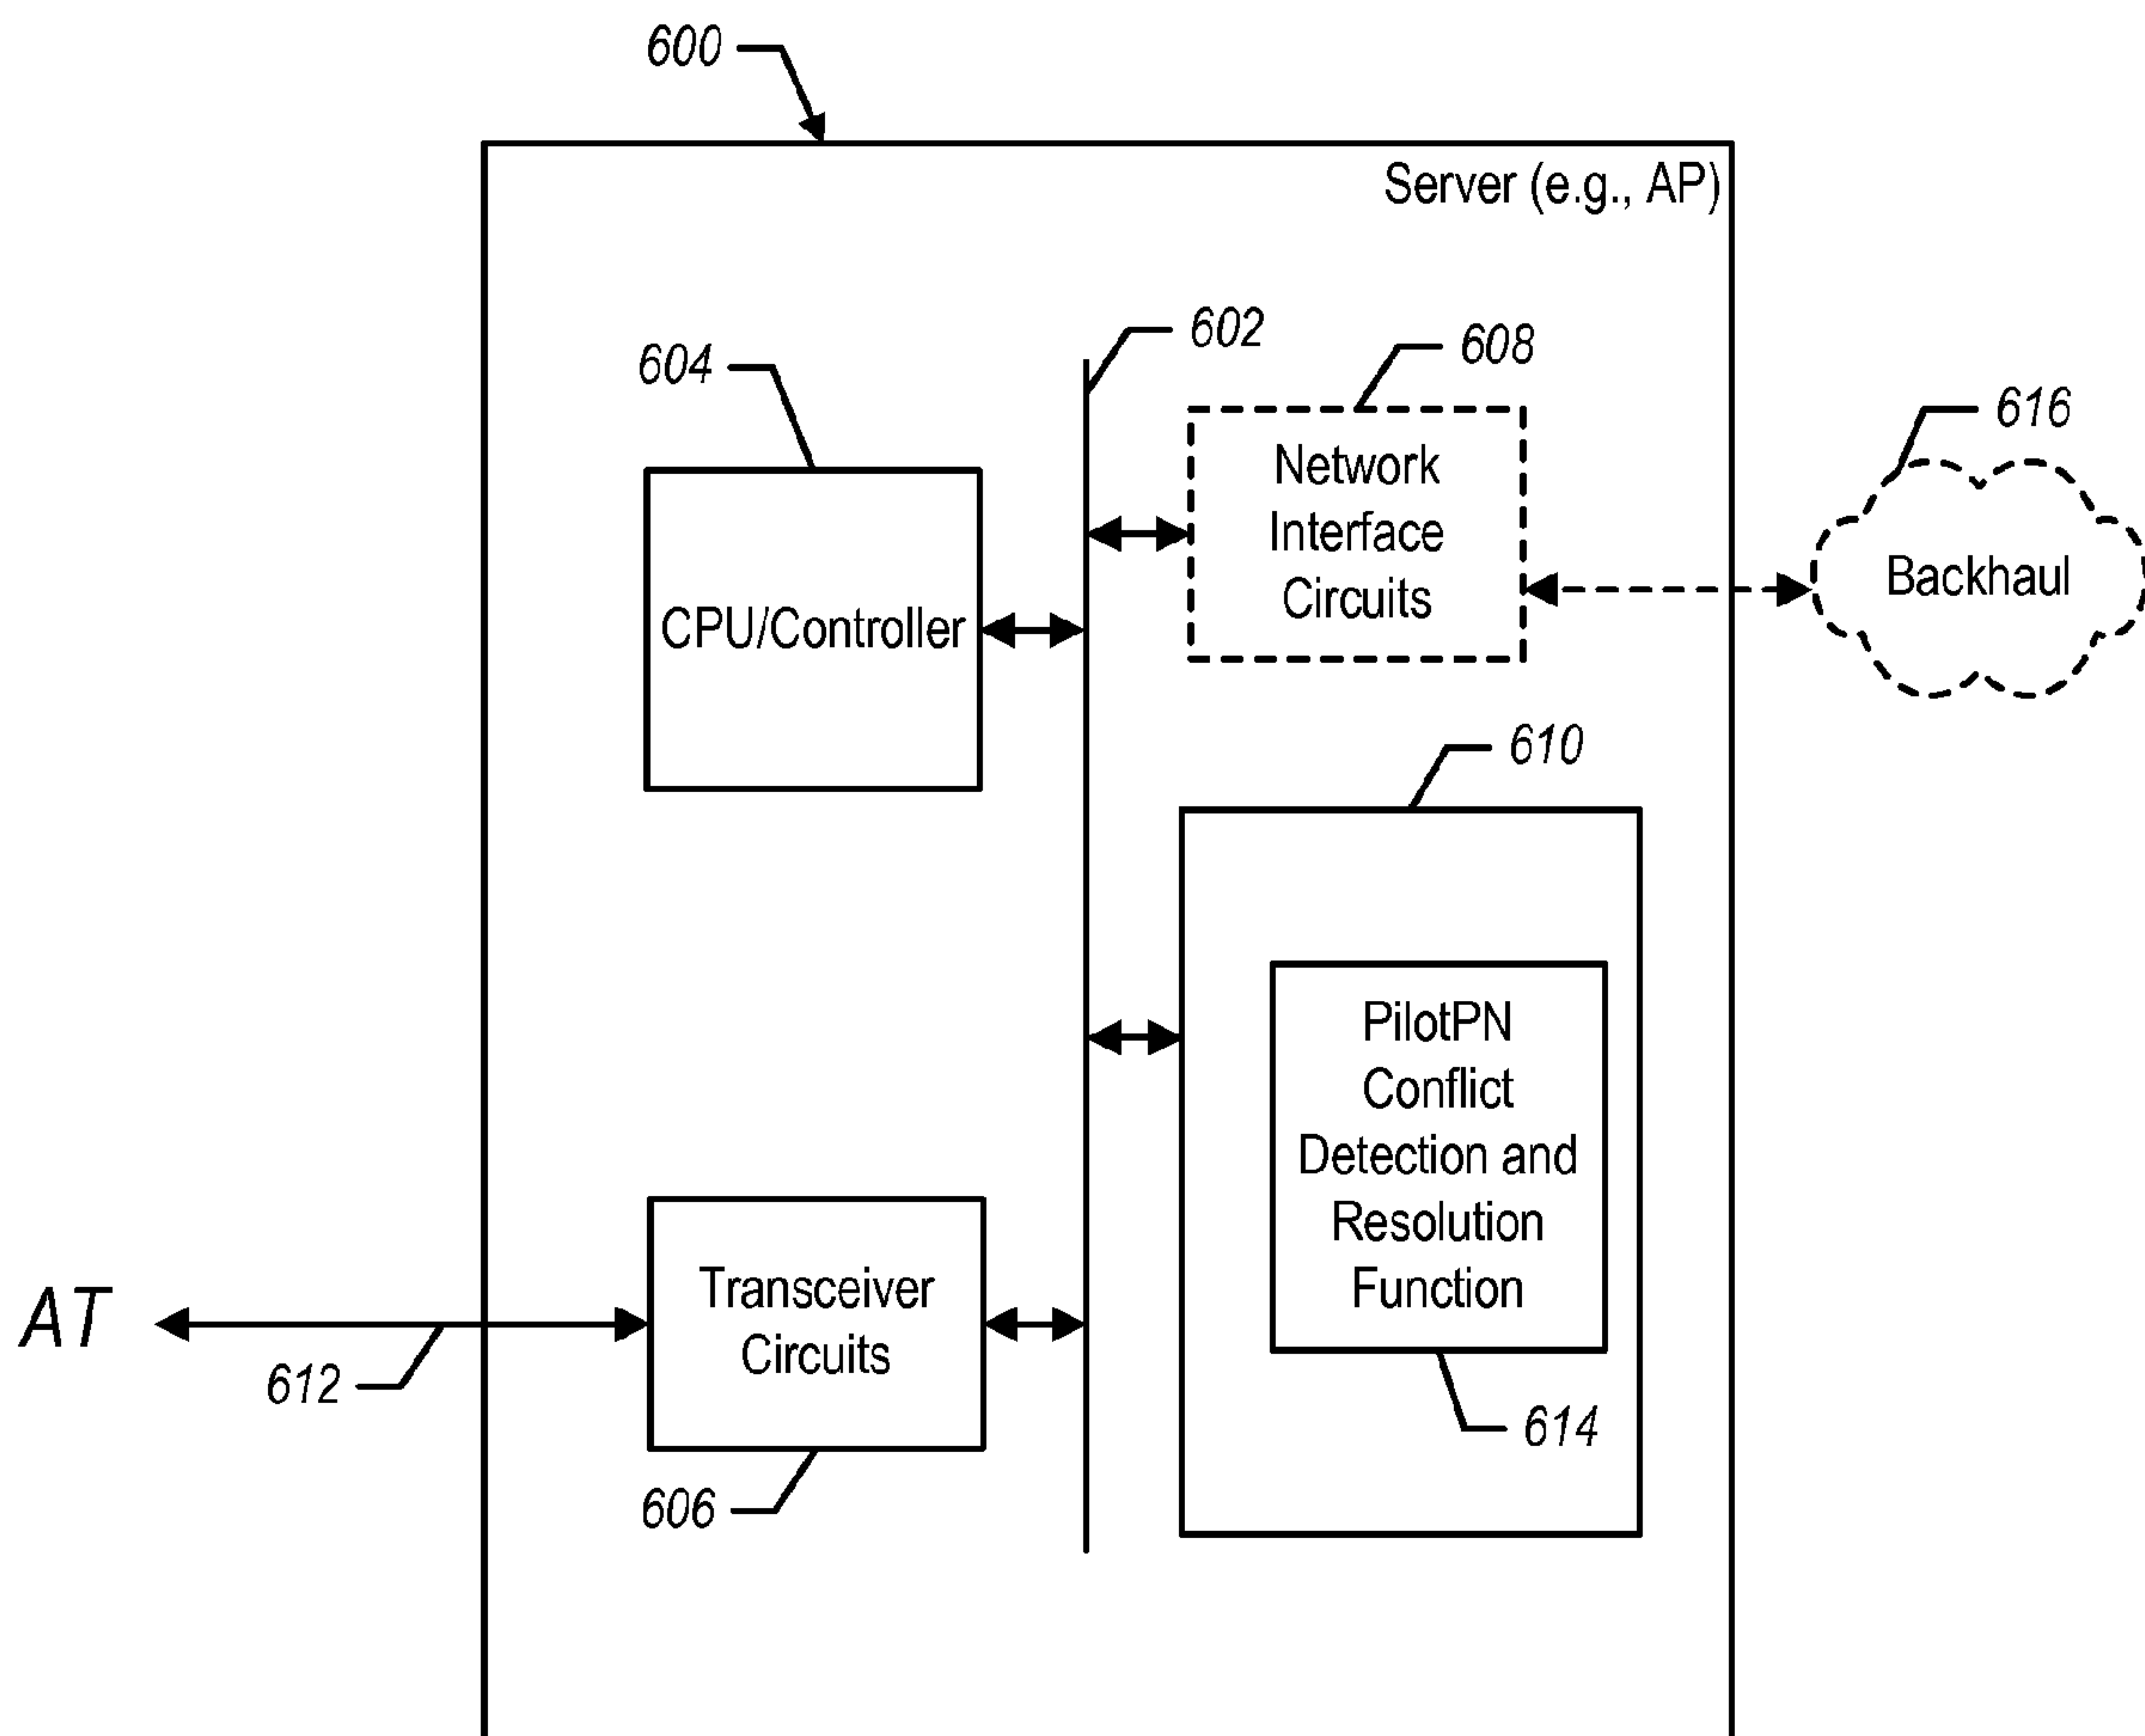 600
Server (e.g., AP)
602
608
604
616
Network
Interface
Circuits
Backhaul
CPU/Controller
610
PilotPN
Conflict
Detection and
Resolution
Function
Transceiver
Circuits
AT
612
614
606